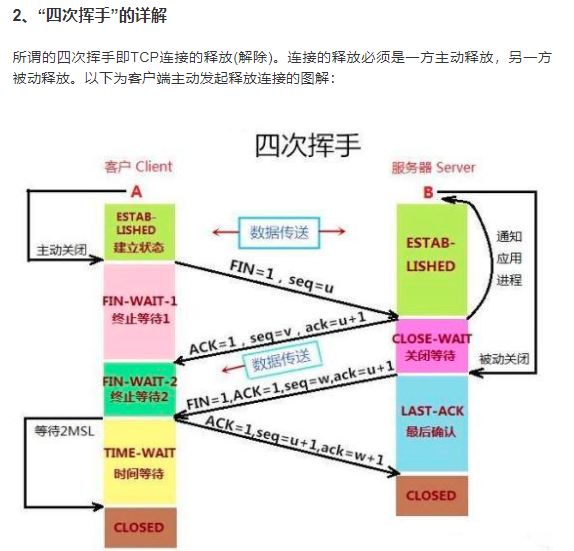 2、“四次挥手”的详解
所谓的四次挥手即TCP连接的释放(解除)。连接的释放必须是一方主动释放，另一方
被动释放。以下为客户端主动发起释放连接的图解：
四次挥手
客户 Client
服务器 Server
A
B
ESTAB-
LISHED
建立状态
数据传送
ESTAB-
LISHED
通知
应用
进程
主动关闭
FIN=1，seq=u
FIN-WAIT-1
终止等待1
ACK=1，seq=v，ack=u+1
CLOSE-WAIT
关闭等待
数据传送
被动关闭
FIN-WAIT-2
终止等待2
FIN=1,ACK=1,seq=w,ack=u+1
LAST-ACK
最后确认
等待2MSL
ACK=1,seq=u+1,ack=w+1
TIME-WAIT
时间等待
CLOSED
CLOSED